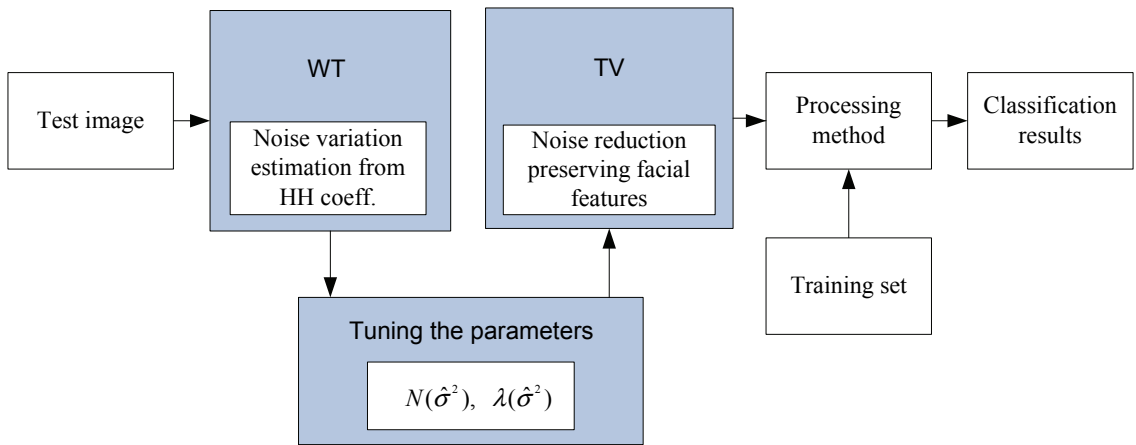 Test image
WT
Noise variation
estimation from
HH coeff.
Tuning the parameters
N(σ̂²), λ(σ̂²)
TV
Noise reduction
preserving facial
features
Processing
method
Training set
Classification
results